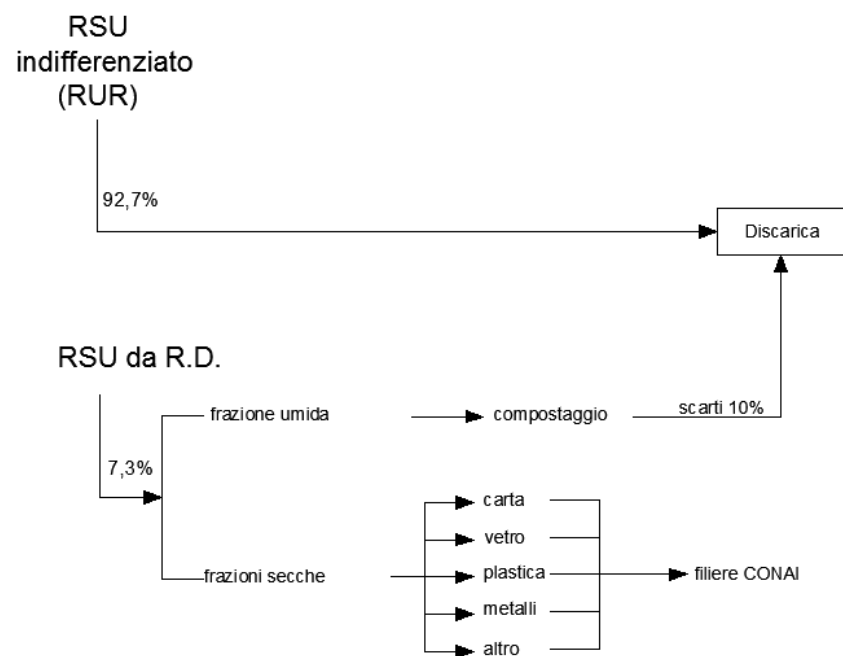 RSU
indifferenziato
(RUR)
92,7%
Discarica
RSU da R.D.
frazione umida
compostaggio
scarti 10%
7,3%
carta
vetro
frazioni secche
plastica
filiere CONAI
metalli
altro